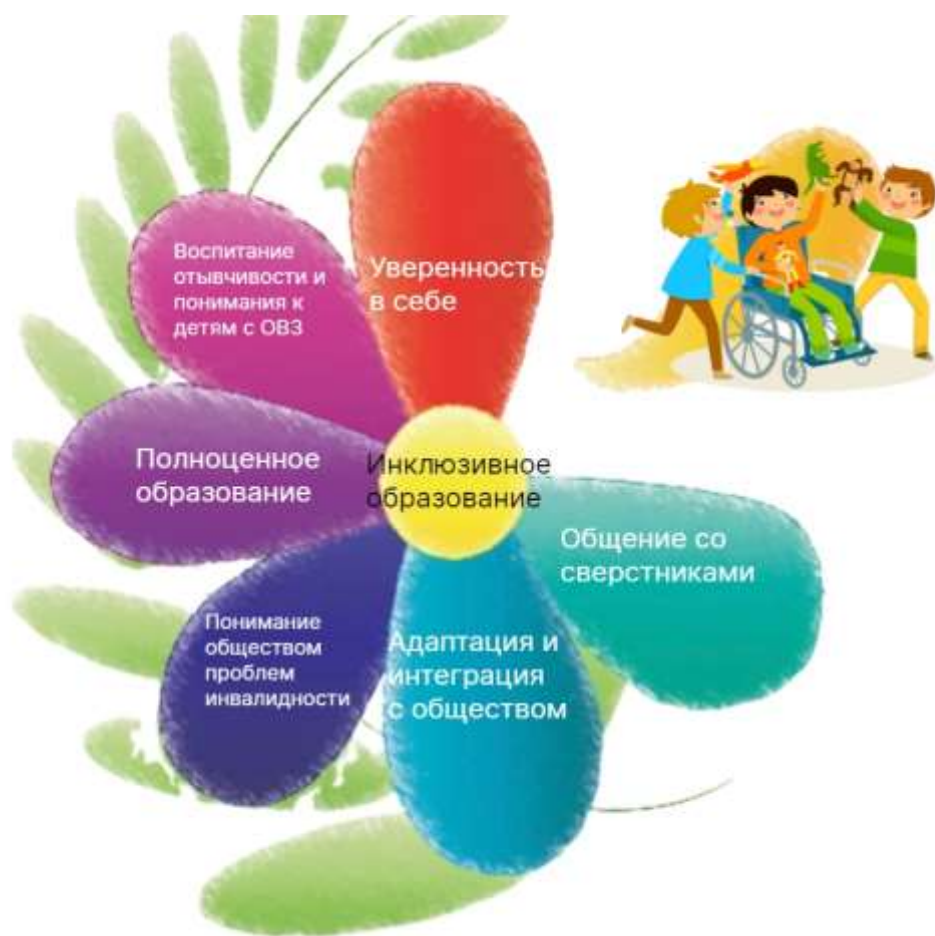 Воспитание
отывчивости и
понимания к
детям с ОВЗ
Уверенность
в себе
Полноценное
образование
Инклюзивное
образование
Общение со
сверстниками
Понимание
обществом
проблем
инвалидности
Адаптация и
интеграция
с обществом